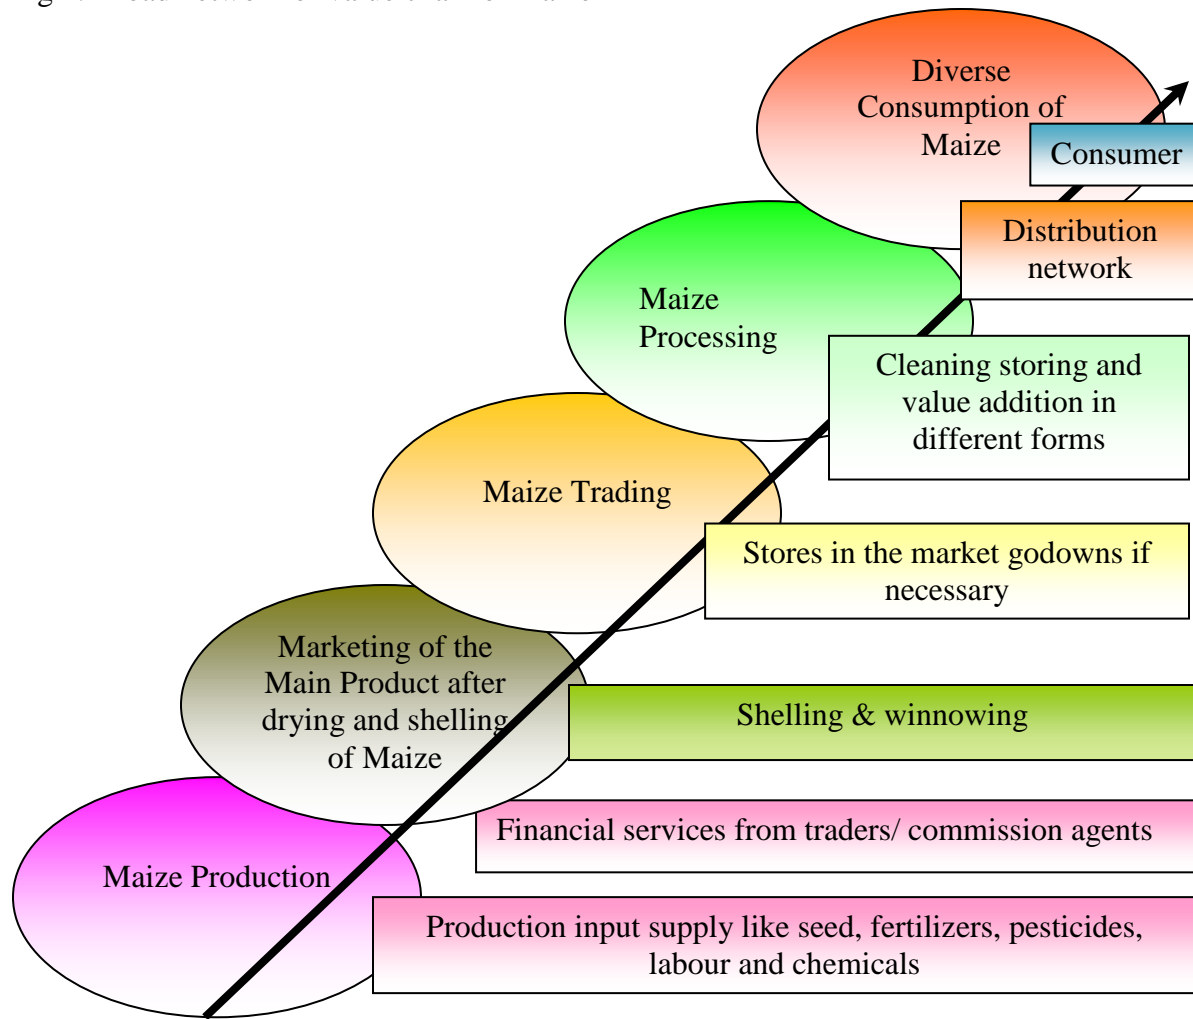 Diverse
Consumption of
Maize
Consumer
Distribution
network
Maize
Processing
Cleaning storing and
value addition in
different forms
Maize Trading
Stores in the market godowns if
necessary
Marketing of the
Main Product after
drying and shelling
of Maize
Shelling & winnowing
Financial services from traders/ commission agents
Maize Production
Production input supply like seed, fertilizers, pesticides,
labour and chemicals